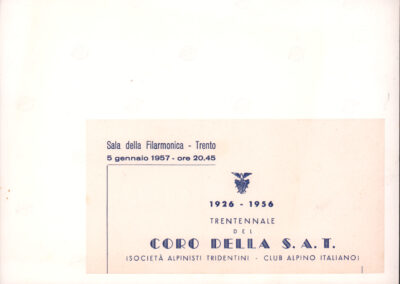 Sala della Filarmonica - Trento
5 gennaio 1957 - ore 20.45
1926 - 1956
TRENTENNALE
DEL
CORO DELLA S. A. T.
(SOCIETÀ ALPINISTI TRIDENTINI - CLUB ALPINO ITALIANO)